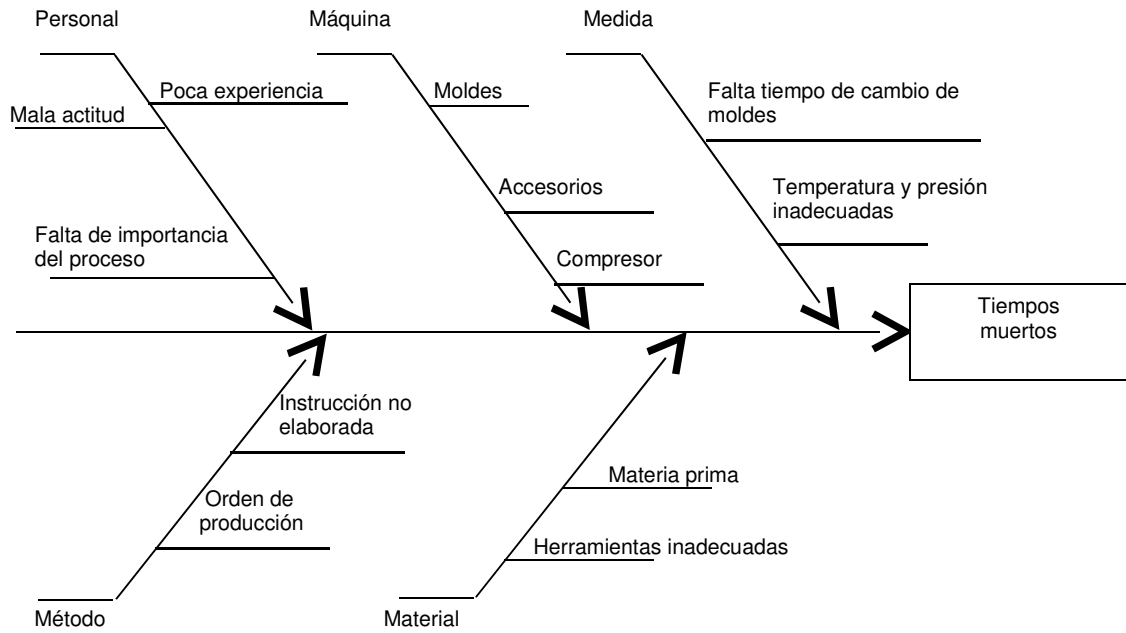 Personal
Máquina
Medida
Poca experiencia
Mala actitud
Falta de importancia
del proceso
Moldes
Accesorios
Compresor
Falta tiempo de cambio de
moldes
Temperatura y presión
inadecuadas
Tiempos
muertos
Instrucción no
elaborada
Orden de
producción
Método
Materia prima
Herramientas inadecuadas
Material